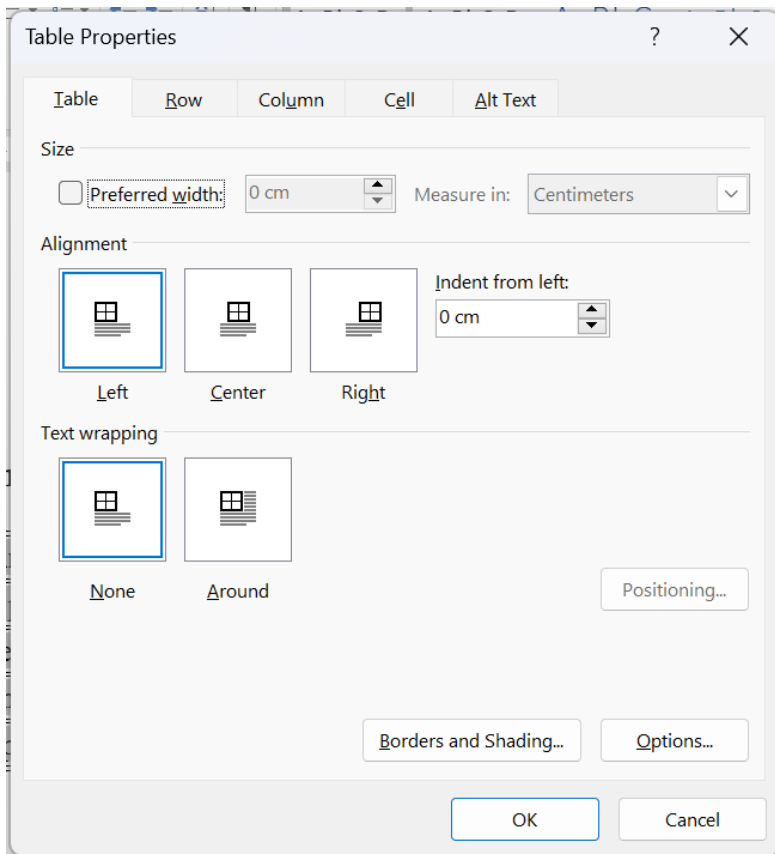 Table Properties ?
Table Row Column Cell Alt Text
Size
Preferred width: 0 cm Measure in: Centimeters
Alignment
Indent from left:
0 cm
Left Center Right
Text wrapping
None Around
Positioning...
Borders and Shading... Options...
OK Cancel